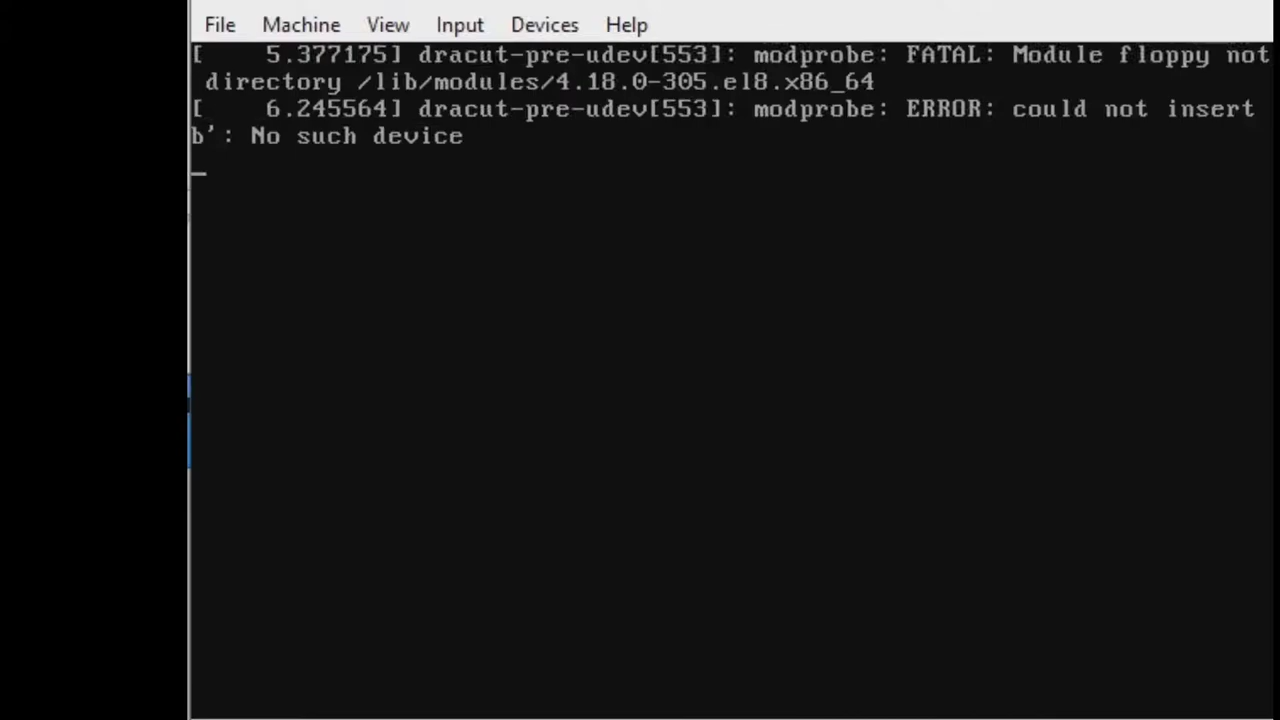 File Machine View Input Devices Help
[    5.377175] dracut-pre-udev[553]: modprobe: FATAL: Module floppy not
directory /lib/modules/4.18.0-305.el8.x86_64
[    6.245564] dracut-pre-udev[553]: modprobe: ERROR: could not insert
b': No such device